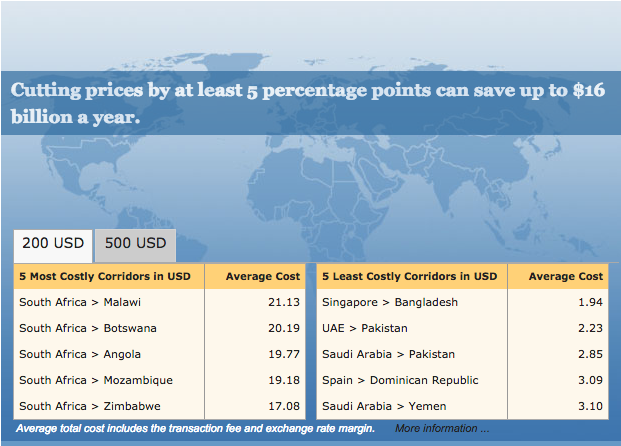 Cutting prices by at least 5 percentage points can save up to $16
billion a year.
200 USD 500 USD
5 Most Costly Corridors in USD Average Cost 5 Least Costly Corridors in USD Average Cost
South Africa > Malawi 21.13 Singapore > Bangladesh 1.94
South Africa > Botswana 20.19 UAE > Pakistan 2.23
South Africa > Angola 19.77 Saudi Arabia > Pakistan 2.85
South Africa > Mozambique 19.18 Spain > Dominican Republic 3.09
South Africa > Zimbabwe 17.08 Saudi Arabia > Yemen 3.10
Average total cost includes the transaction fee and exchange rate margin. More information ...